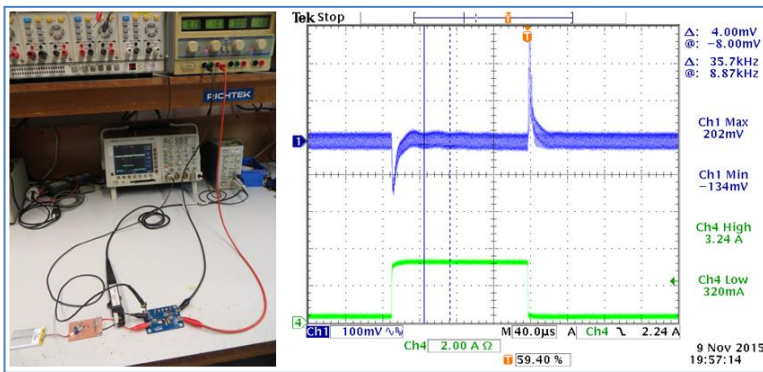 RICHTEK
Tek Stop
T
T
Δ: 4.00mV
@: -8.00mV
Δ: 35.7kHz
@: 8.87kHz
1
Ch1 Max
202mV
Ch1 Min
-134mV
Ch4 High
3.24 A
Ch4 Low
320mA
4
Ch1 100mV M 40.0µs A Ch4 2.24 A
Ch4 2.00 A Ω
T 59.40 %
9 Nov 2015
19:57:14